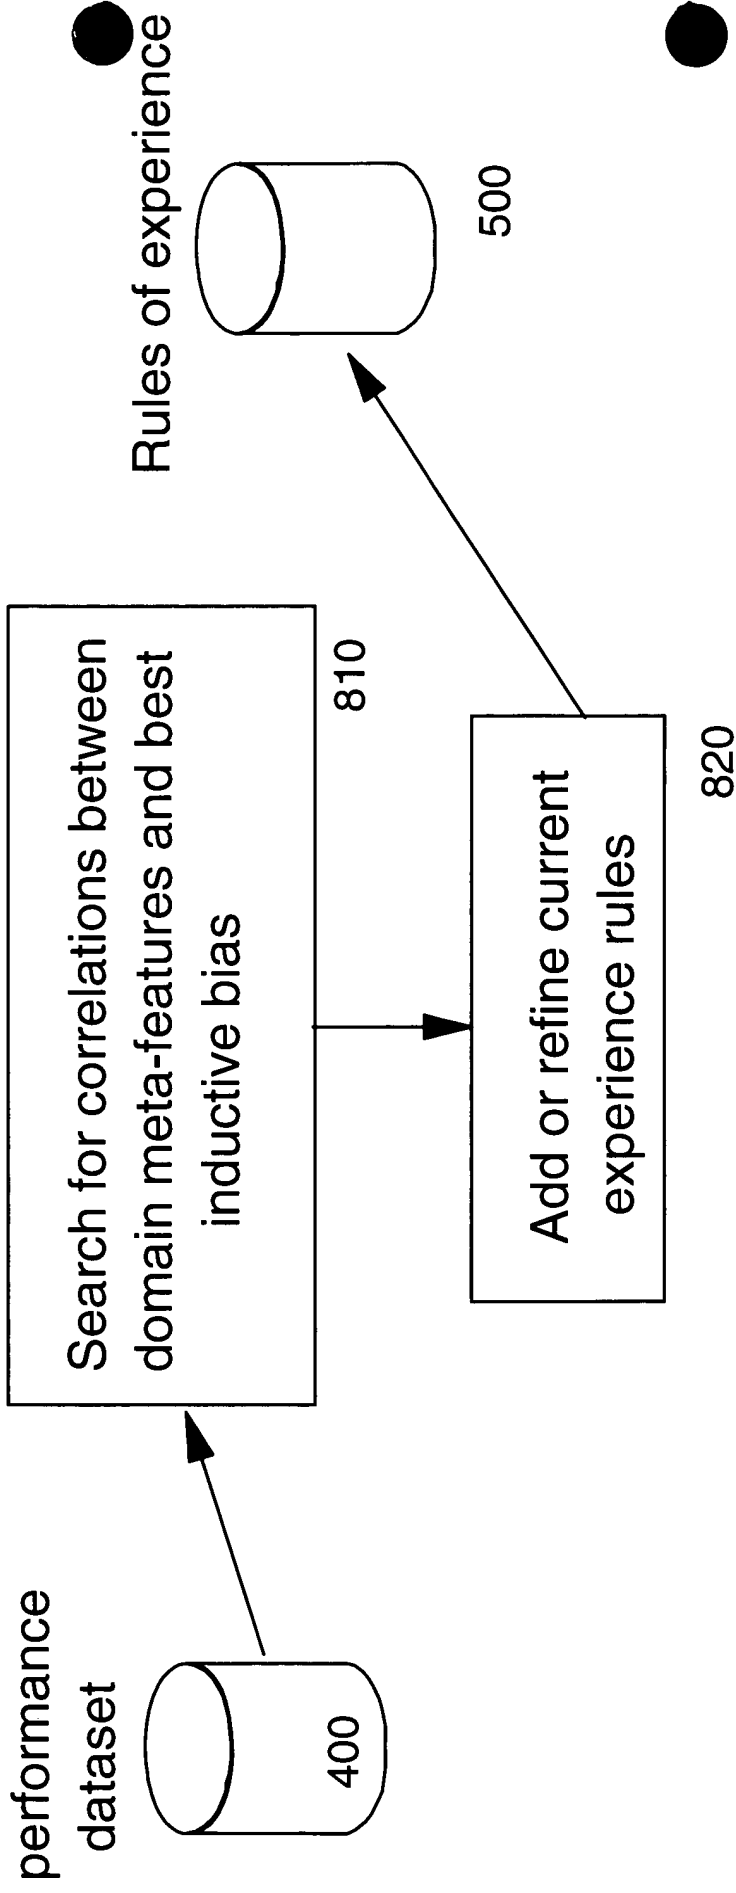 performance
dataset
400
Search for correlations between
domain meta-features and best
inductive bias
810
Add or refine current
experience rules
820
Rules of experience
500